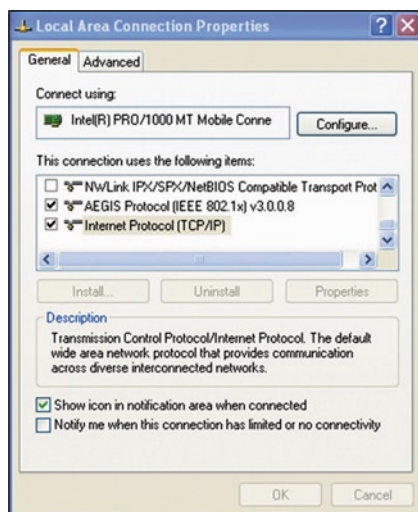 Local Area Connection Properties
General Advanced
Connect using:
Intel(R) PRO/1000 MT Mobile Conne
Configure...
This connection uses the following items:
NWLink IPX/SPX/NetBIOS Compatible Transport Prot
AEGIS Protocol (IEEE 802.1x) v3.0.0.8
Internet Protocol (TCP/IP)
Install... Uninstall Properties
Description
Transmission Control Protocol/Internet Protocol. The default
wide area network protocol that provides communication
across diverse interconnected networks.
Show icon in notification area when connected
Notify me when this connection has limited or no connectivity
OK Cancel